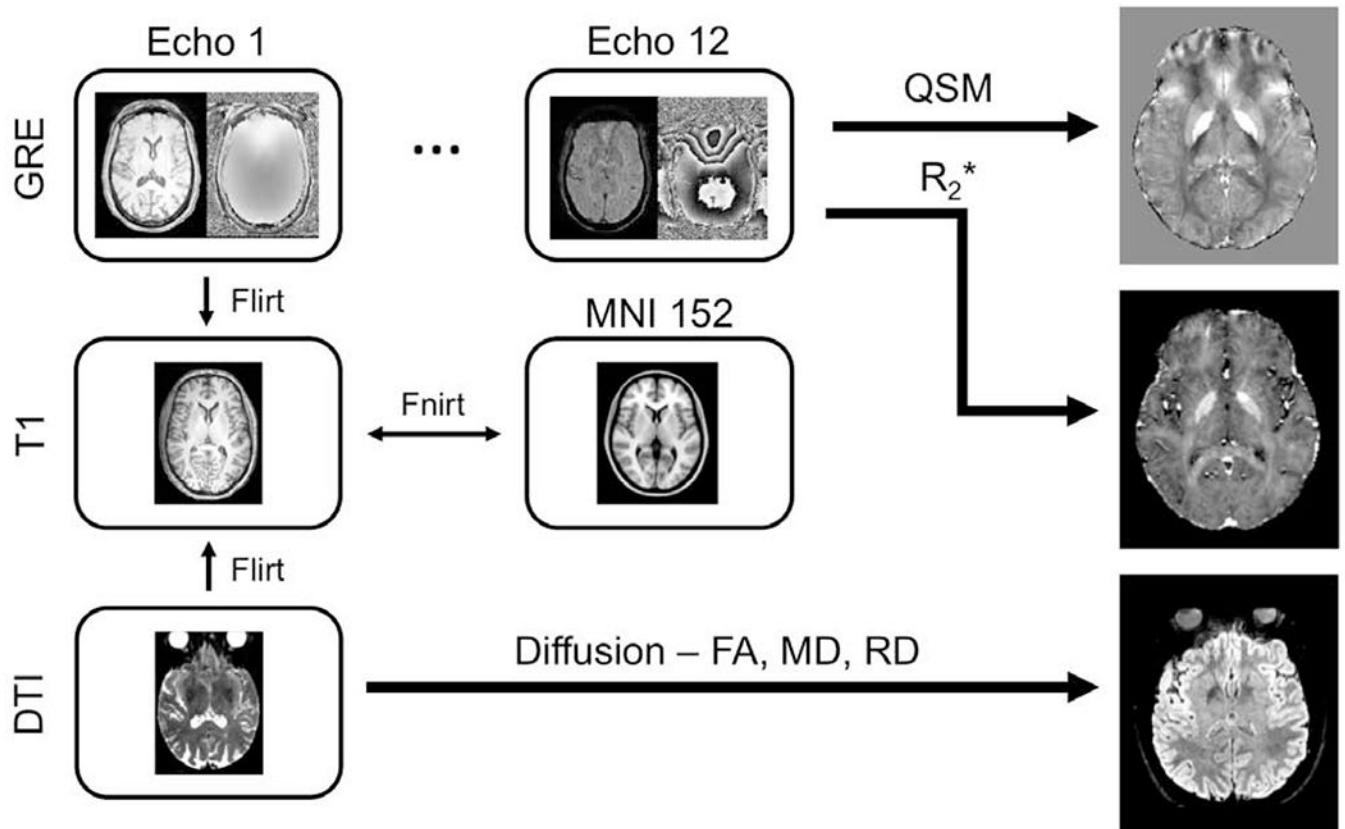 Echo 1
Echo 12
GRE
...
QSM
R₂*
Flirt
MNI 152
T1
Fnirt
Flirt
DTI
Diffusion – FA, MD, RD